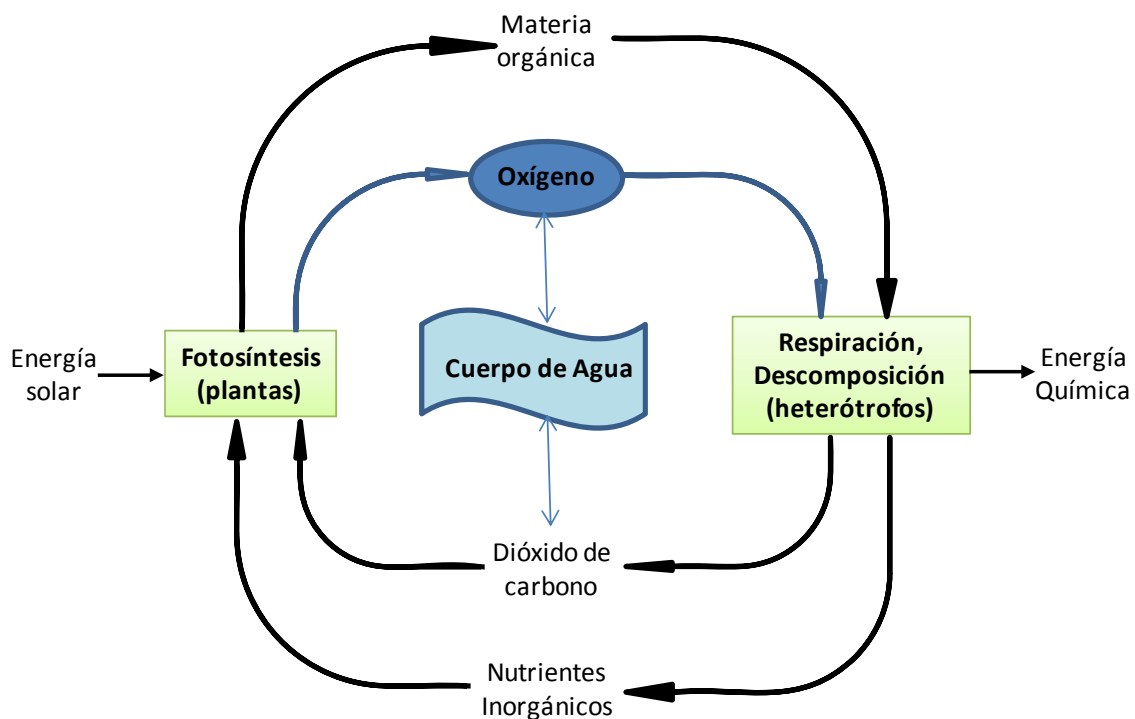 Materia
orgánica
Oxígeno
Energía
solar
Fotosíntesis
(plantas)
Cuerpo de Agua
Respiración,
Descomposición
(heterótrofos)
Energía
Química
Dióxido de
carbono
Nutrientes
Inorgánicos